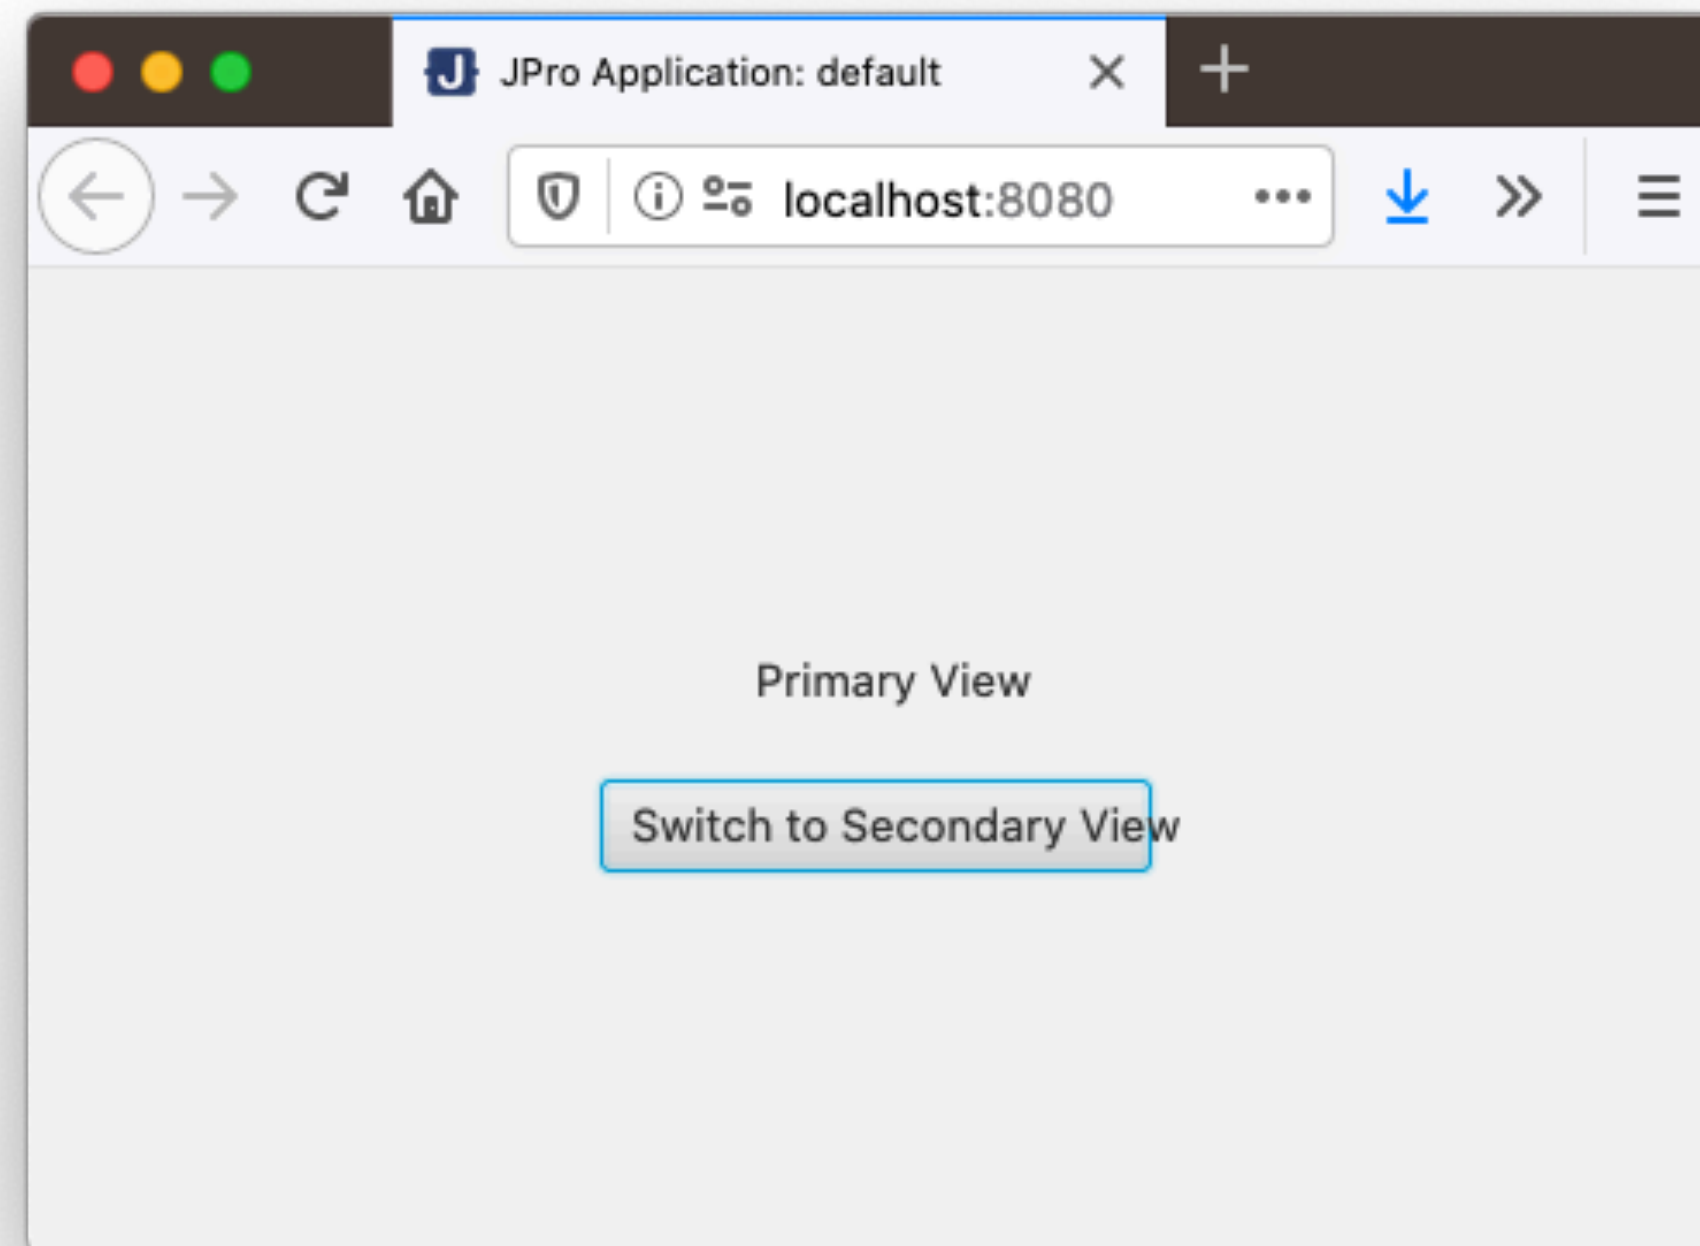 JPro Application: default
localhost:8080
Primary View
Switch to Secondary View